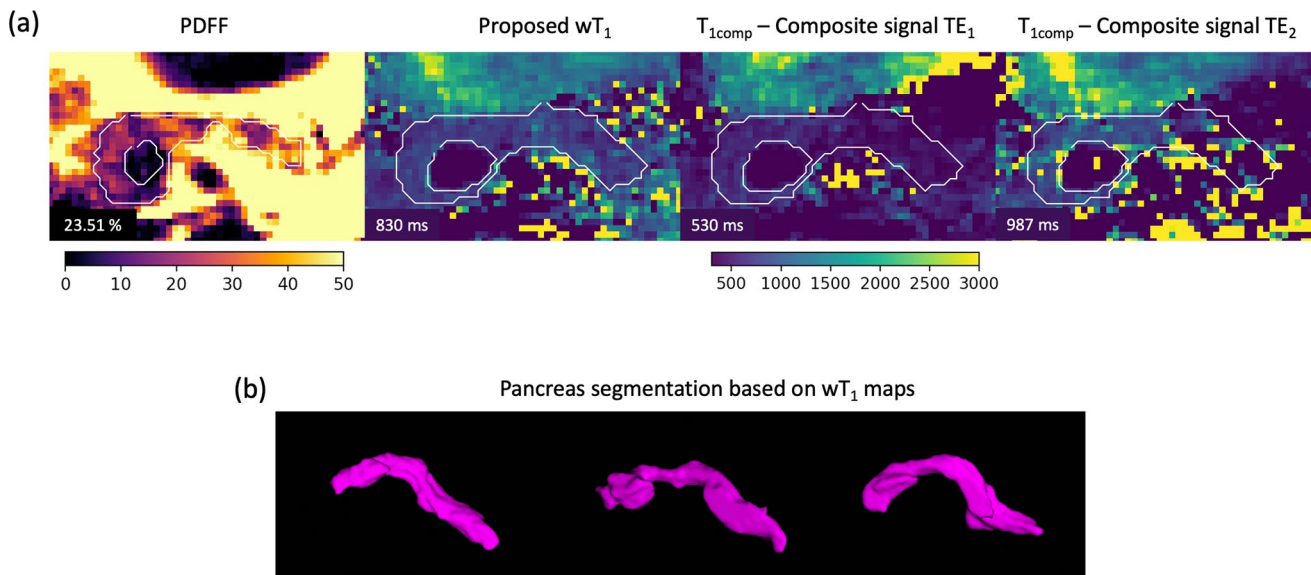 (a)
PDFF
Proposed wT₁
T₁comp – Composite signal TE₁
T₁comp – Composite signal TE₂
23.51 %
830 ms
530 ms
987 ms
0 10 20 30 40 50
500 1000 1500 2000 2500 3000
(b)
Pancreas segmentation based on wT₁ maps